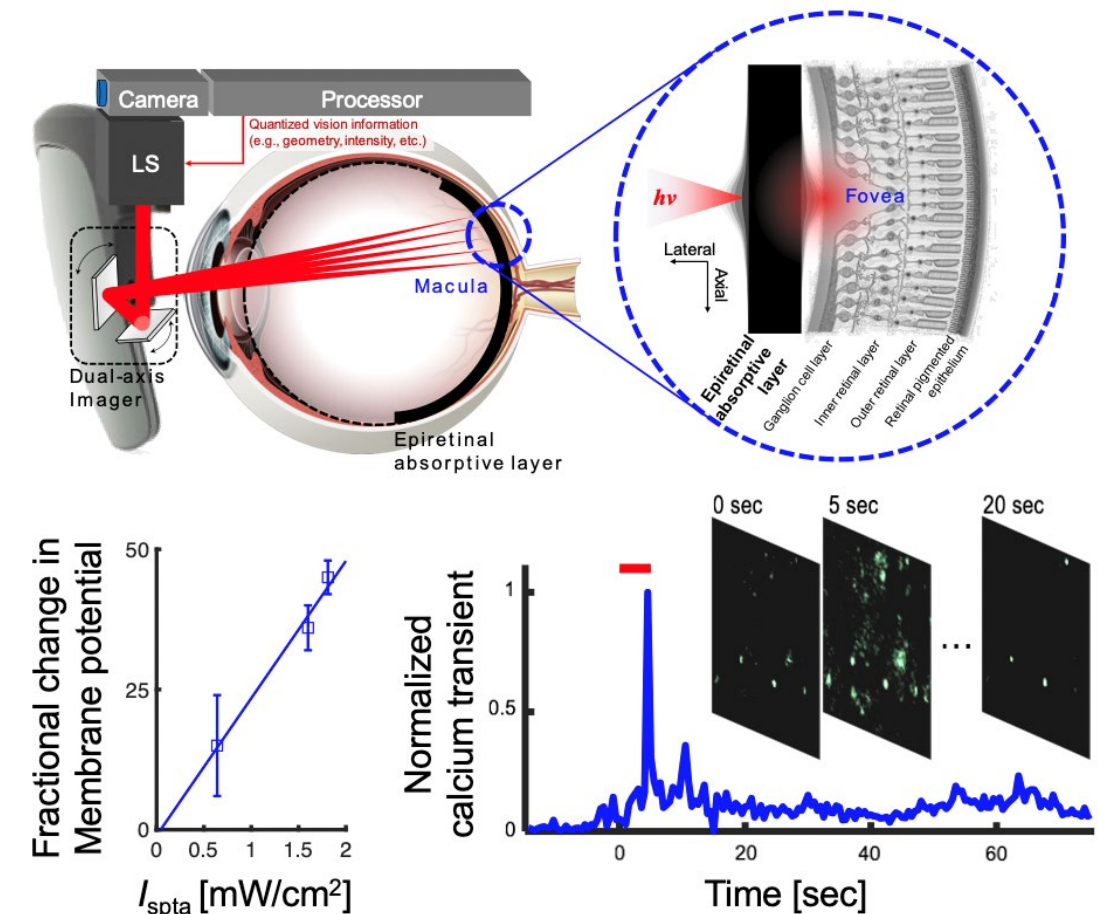 Camera
Processor
Quantized vision information
(e.g., geometry, intensity, etc.)
LS
Macula
Dual-axis
Imager
Epiretinal
absorptive layer
hv
Fovea
Lateral
Axial
Epiretinal
absorptive
layer
Ganglion cell layer
Inner retinal layer
Outer retinal layer
Retinal pigmented
epithelium
Fractional change in
Membrane potential
50
25
0
0 0.5 1 1.5 2
Ispta [mW/cm²]
Normalized
calcium transient
1
0.5
0
0 20 40 60
Time [sec]
0 sec
5 sec
...
20 sec